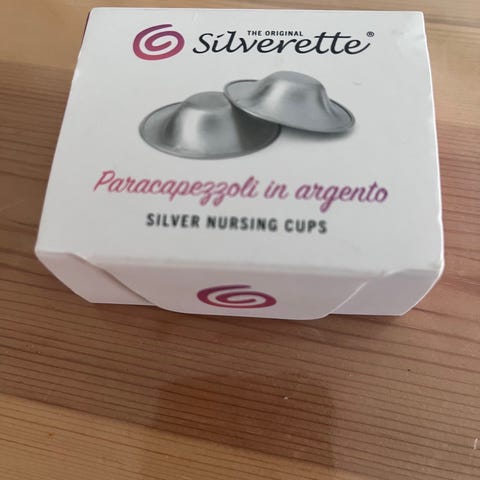 THE ORIGINAL
Silverette®
Paracapezzoli in argento
SILVER NURSING CUPS